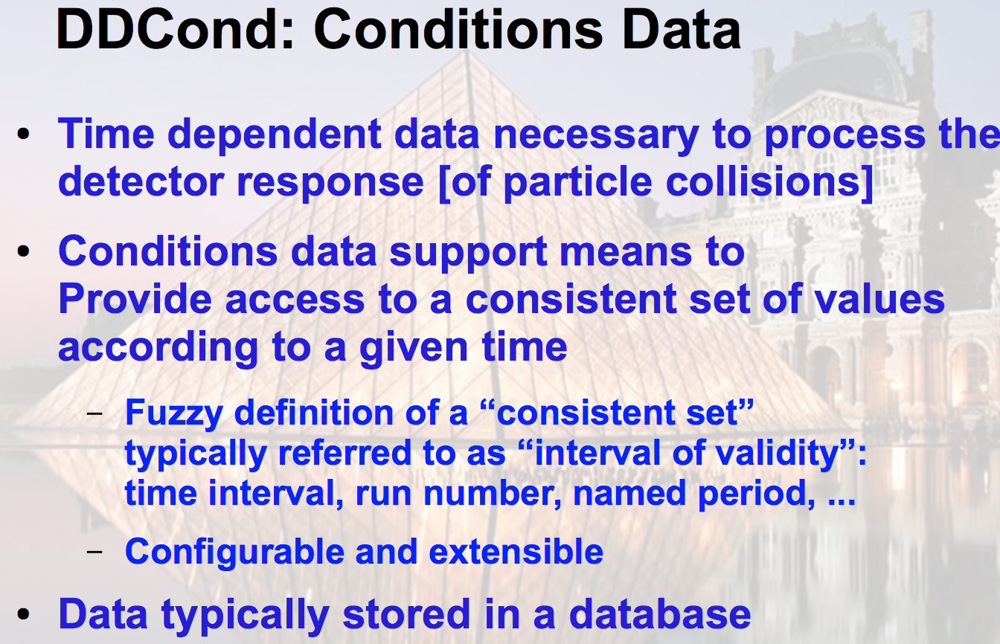 DDCond: Conditions Data
• Time dependent data necessary to process the
detector response [of particle collisions]
• Conditions data support means to
Provide access to a consistent set of values
according to a given time
– Fuzzy definition of a “consistent set”
typically referred to as “interval of validity”:
time interval, run number, named period, ...
– Configurable and extensible
• Data typically stored in a database